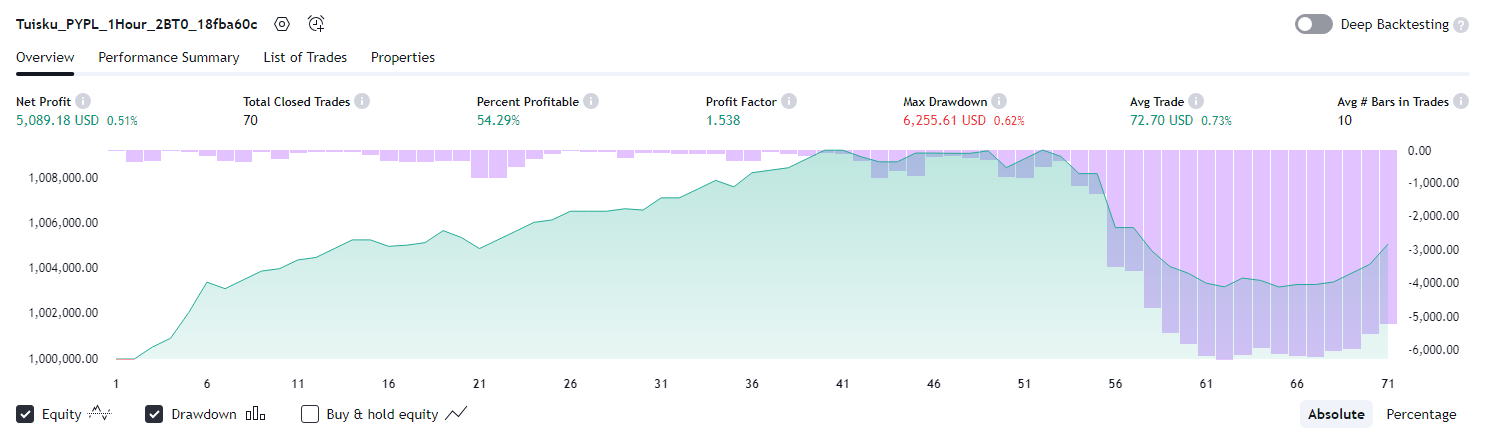 Tuisku_PYPL_1Hour_2BT0_18fba60c Deep Backtesting ?
Overview Performance Summary List of Trades Properties
Net Profit Total Closed Trades Percent Profitable Profit Factor Max Drawdown Avg Trade Avg # Bars in Trades
5,089.18 USD 0.51% 70 54.29% 1.538 6,255.61 USD 0.62% 72.70 USD 0.73% 10
0.00
1,008,000.00 -1,000.00
1,006,000.00 -2,000.00
-3,000.00
1,004,000.00 -4,000.00
1,002,000.00 -5,000.00
1,000,000.00 -6,000.00
1 6 11 16 21 26 31 36 41 46 51 56 61 66 71
Equity Drawdown Buy & hold equity Absolute Percentage